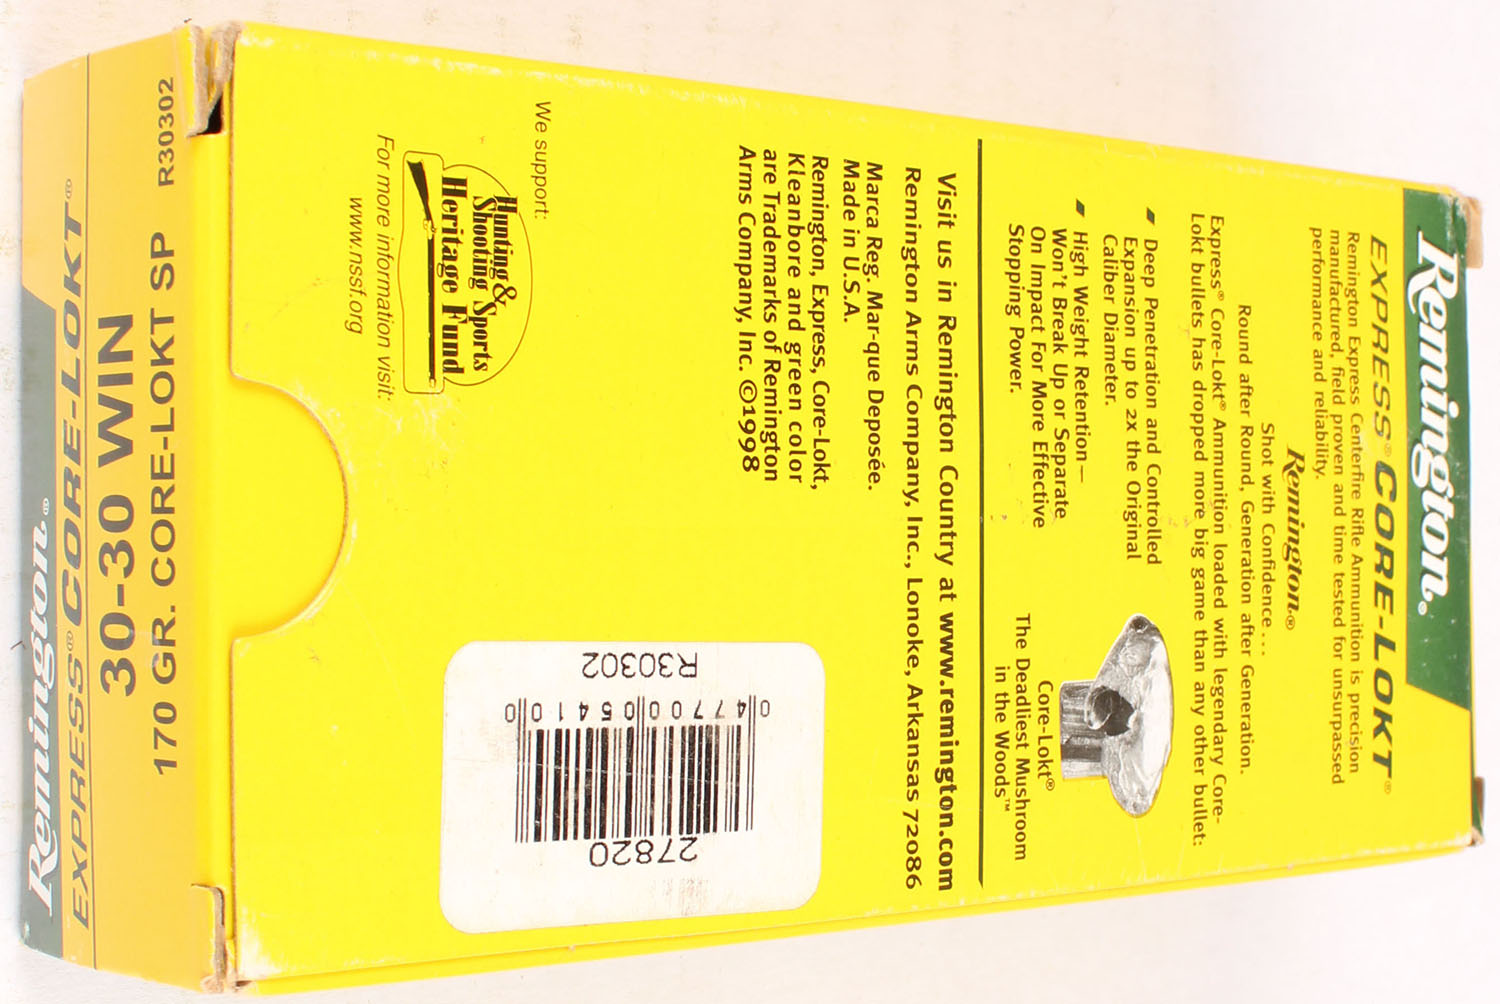 Remington®
EXPRESS® CORE-LOKT®
Remington Express Centerfire Rifle Ammunition is precision
manufactured, field proven and time tested for unsurpassed
performance and reliability.
Remington®
Shot with Confidence...
Round after Round, Generation after Generation.
Express® Core-Lokt® Ammunition loaded with legendary Core-
Lokt bullets has dropped more big game than any other bullet:
Deep Penetration and Controlled
Expansion up to 2x the Original
Caliber Diameter.
High Weight Retention—
Won't Break Up or Separate
On Impact For More Effective
Stopping Power.
Core-Lokt®
The Deadliest Mushroom
in the Woods™
Visit us in Remington Country at www.remington.com
Remington Arms Company, Inc., Lonoke, Arkansas 72086
Marca Reg. Mar-que Deposée.
Made in U.S.A.
Remington, Express, Core-Lokt,
Kleanbore and green color
are Trademarks of Remington
Arms Company, Inc. ©1998
We support:
Hunting &
Shooting Sports
Heritage Fund
For more information visit:
www.nssf.org
27820
0 47700 05410 0
R30302
Remington®
EXPRESS® CORE-LOKT®
30-30 WIN
170 GR. CORE-LOKT SP R30302